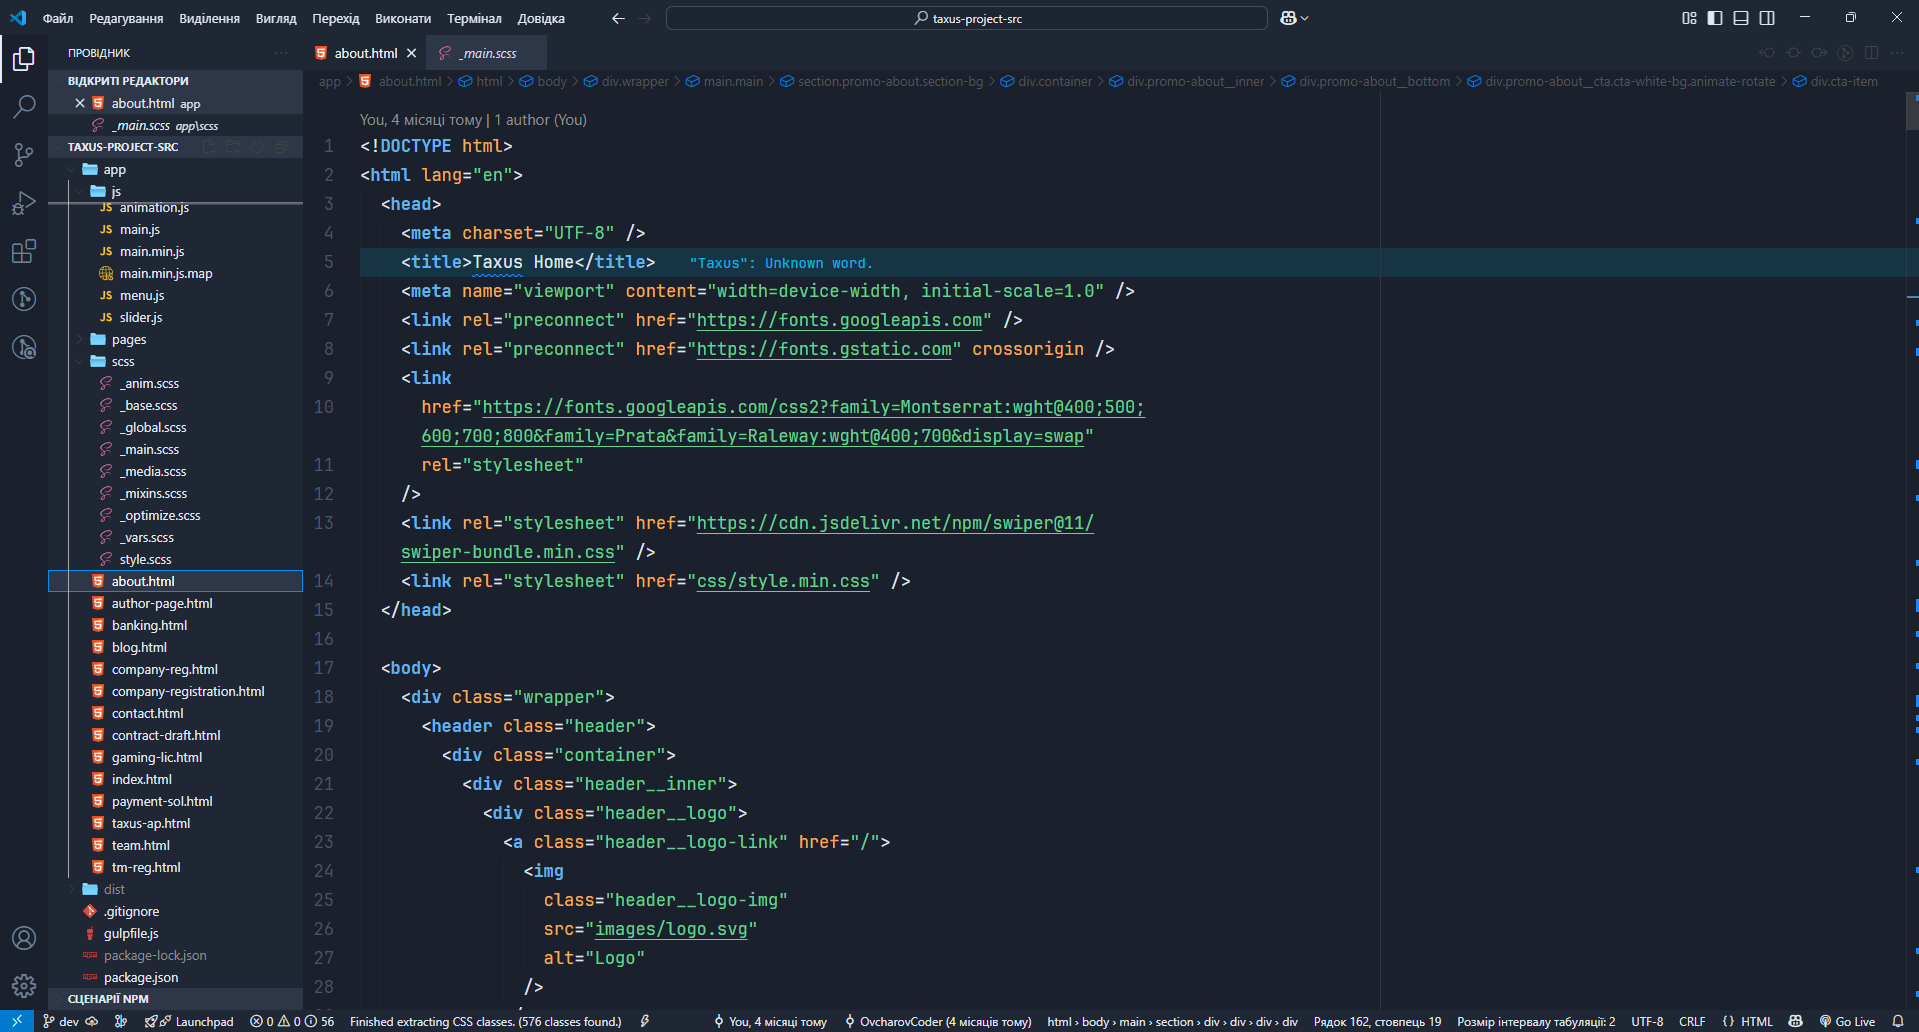 Файл Редагування Виділення Вигляд Перехід Виконати Термінал Довідка
taxus-project-src
ПРОВІДНИК
ВІДКРИТІ РЕДАКТОРИ
about.html app
_main.scss app\scss
TAXUS-PROJECT-SRC
app
js
animation.js
main.js
main.min.js
main.min.js.map
menu.js
slider.js
pages
scss
_anim.scss
_base.scss
_global.scss
_main.scss
_media.scss
_mixins.scss
_optimize.scss
_vars.scss
style.scss
about.html
author-page.html
banking.html
blog.html
company-reg.html
company-registration.html
contact.html
contract-draft.html
gaming-lic.html
index.html
payment-sol.html
taxus-ap.html
team.html
tm-reg.html
dist
.gitignore
gulpfile.js
package-lock.json
package.json
СЦЕНАРІЇ NPM
about.html
_main.scss
app > about.html > html > body > div.wrapper > main.main > section.promo-about.section-bg > div.container > div.promo-about__inner > div.promo-about__bottom > div.promo-about__cta.cta-white-bg.animate-rotate > div.cta-item
You, 4 місяці тому | 1 author (You)
1 <!DOCTYPE html>
2 <html lang="en">
3 <head>
4 <meta charset="UTF-8" />
5 <title>Taxus Home</title> "Taxus": Unknown word.
6 <meta name="viewport" content="width=device-width, initial-scale=1.0" />
7 <link rel="preconnect" href="https://fonts.googleapis.com" />
8 <link rel="preconnect" href="https://fonts.gstatic.com" crossorigin />
9 <link
10 href="https://fonts.googleapis.com/css2?family=Montserrat:wght@400;500;
600;700;800&family=Prata&family=Raleway:wght@400;700&display=swap"
11 rel="stylesheet"
12 />
13 <link rel="stylesheet" href="https://cdn.jsdelivr.net/npm/swiper@11/
swiper-bundle.min.css" />
14 <link rel="stylesheet" href="css/style.min.css" />
15 </head>
16
17 <body>
18 <div class="wrapper">
19 <header class="header">
20 <div class="container">
21 <div class="header__inner">
22 <div class="header__logo">
23 <a class="header__logo-link" href="/">
24 <img
25 class="header__logo-img"
26 src="images/logo.svg"
27 alt="Logo"
28 />
dev Launchpad 0 0 56 Finished extracting CSS classes. (576 classes found.) You, 4 місяці тому OvcharovCoder (4 місяців тому) html › body › main › section › div › div › div › div Рядок 162, стовпець 19 Розмір інтервалу табуляції: 2 UTF-8 CRLF { } HTML Go Live